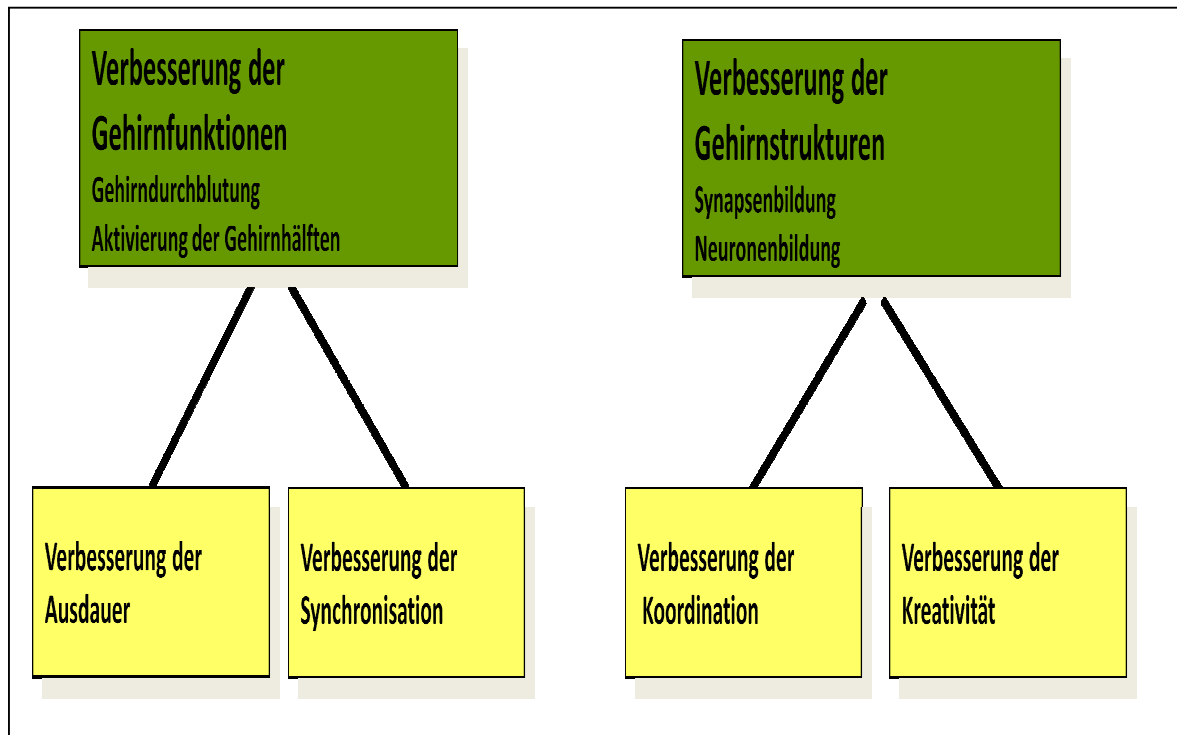 Verbesserung der
Gehirnfunktionen
Gehirndurchblutung
Aktivierung der Gehirnhälften
Verbesserung der
Gehirnstrukturen
Synapsenbildung
Neuronenbildung
Verbesserung der
Ausdauer
Verbesserung der
Synchronisation
Verbesserung der
Koordination
Verbesserung der
Kreativität